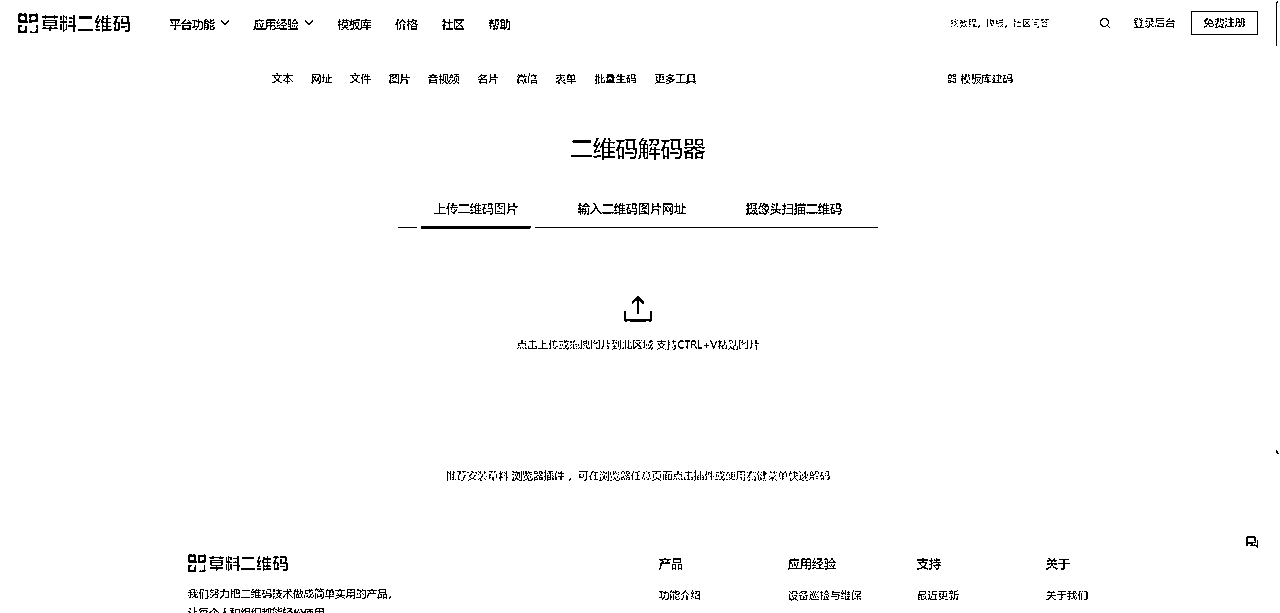 草料二维码 平台功能 应用经验 模板库 价格 社区 帮助 搜教程, 模板, 社区问答 登录后台 免费注册
文本 网址 文件 图片 音视频 名片 微信 表单 批量生码 更多工具 模板库建码
二维码解码器
上传二维码图片 输入二维码图片网址 摄像头扫描二维码
点击上传或拖拽图片到此区域 支持CTRL+V粘贴图片
推荐安装草料 浏览器插件 ，可在浏览器任意页面点击插件或使用右键菜单快速解码
草料二维码 产品 应用经验 支持 关于
我们努力把二维码技术做成简单实用的产品，
功能介绍 设备巡检与维保 最近更新 关于我们
让每个人和组织都能轻松使用